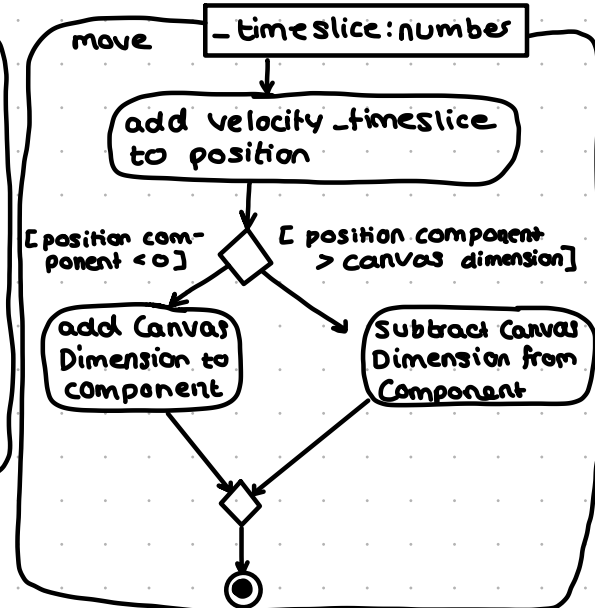 move
_timeslice:number
add velocity_timeslice
to position
[position com-
ponent <0]
[ position component
> canvas dimension]
add Canvas
Dimension to
component
Subtract Canvas
Dimension from
Component